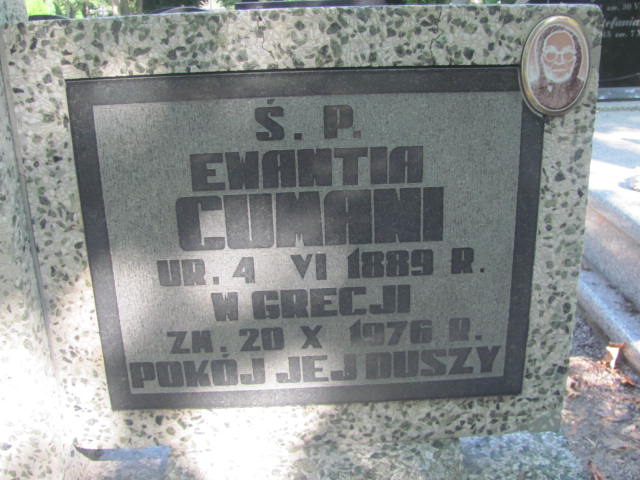 Ś. P.
EWANTIA
CUMANI
UR. 4 VI 1889 R.
W GRECJI
ZM. 20 X 1976 R.
POKÓJ JEJ DUSZY